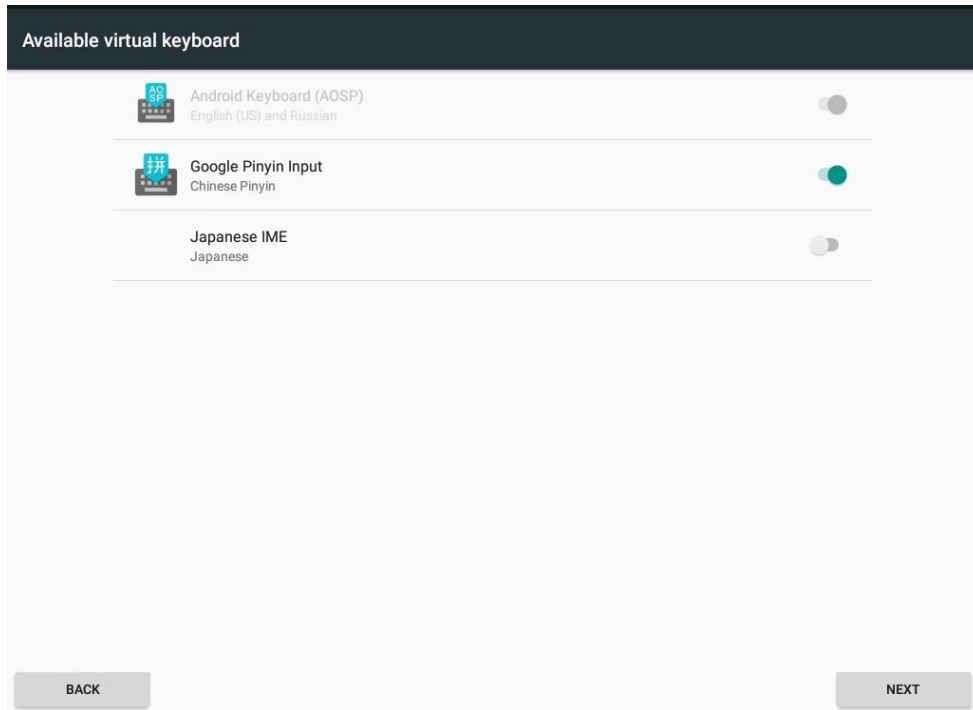 Available virtual keyboard
AO
SP
Android Keyboard (AOSP)
English (US) and Russian
拼
Google Pinyin Input
Chinese Pinyin
Japanese IME
Japanese
BACK
NEXT